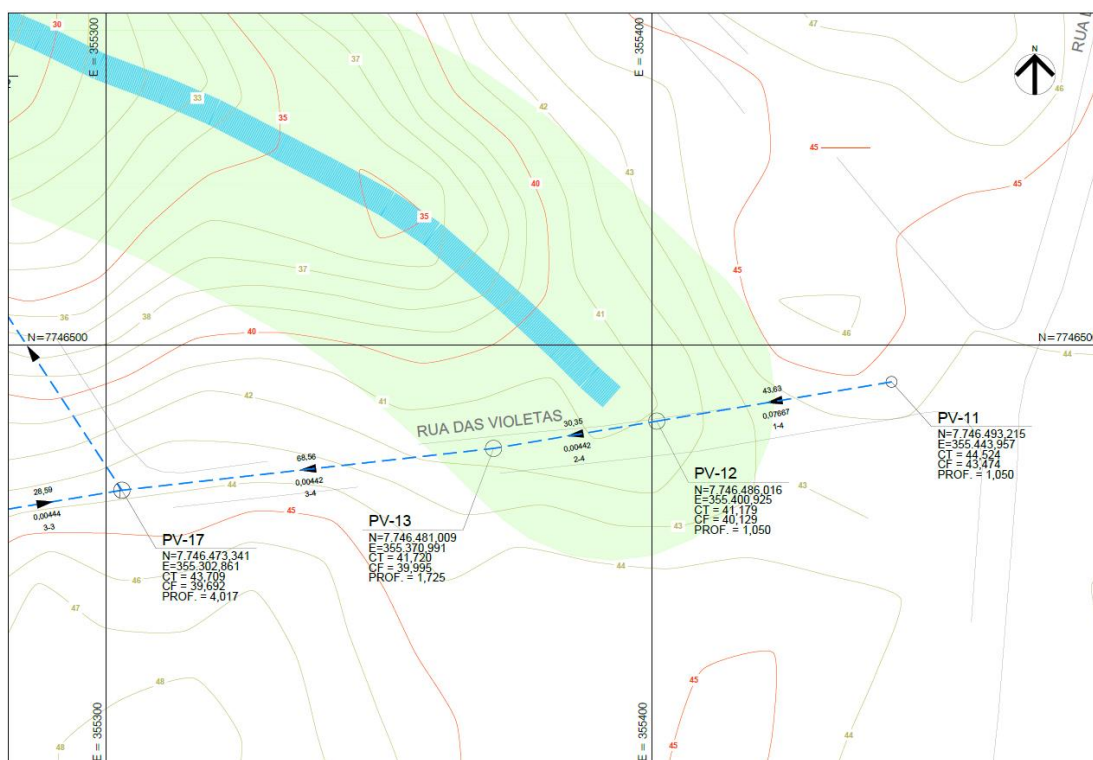 RUA D
47
30
E = 355300
E = 355400
37
N
46
46
33
42
35
45
43
40
45
35
45
37
41
36
38
46
N=7746500
40
N=7746500
44
43,63
0,07667
1-4
42
41
RUA DAS VIOLETAS
30,35
0,00442
2-4
PV-11
N=7.746.493,215
E=355.443,957
CT = 44,524
CF = 43,474
PROF. = 1,050
68,56
0,00442
3-4
44
28,59
0,00444
3-3
PV-12
N=7.746.486,016
E=355.400,925
CT = 41,179
CF = 40,129
PROF. = 1,050
43
45
43
PV-13
N=7.746.481,009
E=355.370,991
CT = 41,720
CF = 39,995
PROF. = 1,725
PV-17
N=7.746.473,341
E=355.302,861
CT = 43,709
CF = 39,692
PROF. = 4,017
44
46
47
48
45
E = 355300
E = 355400
44
48
45